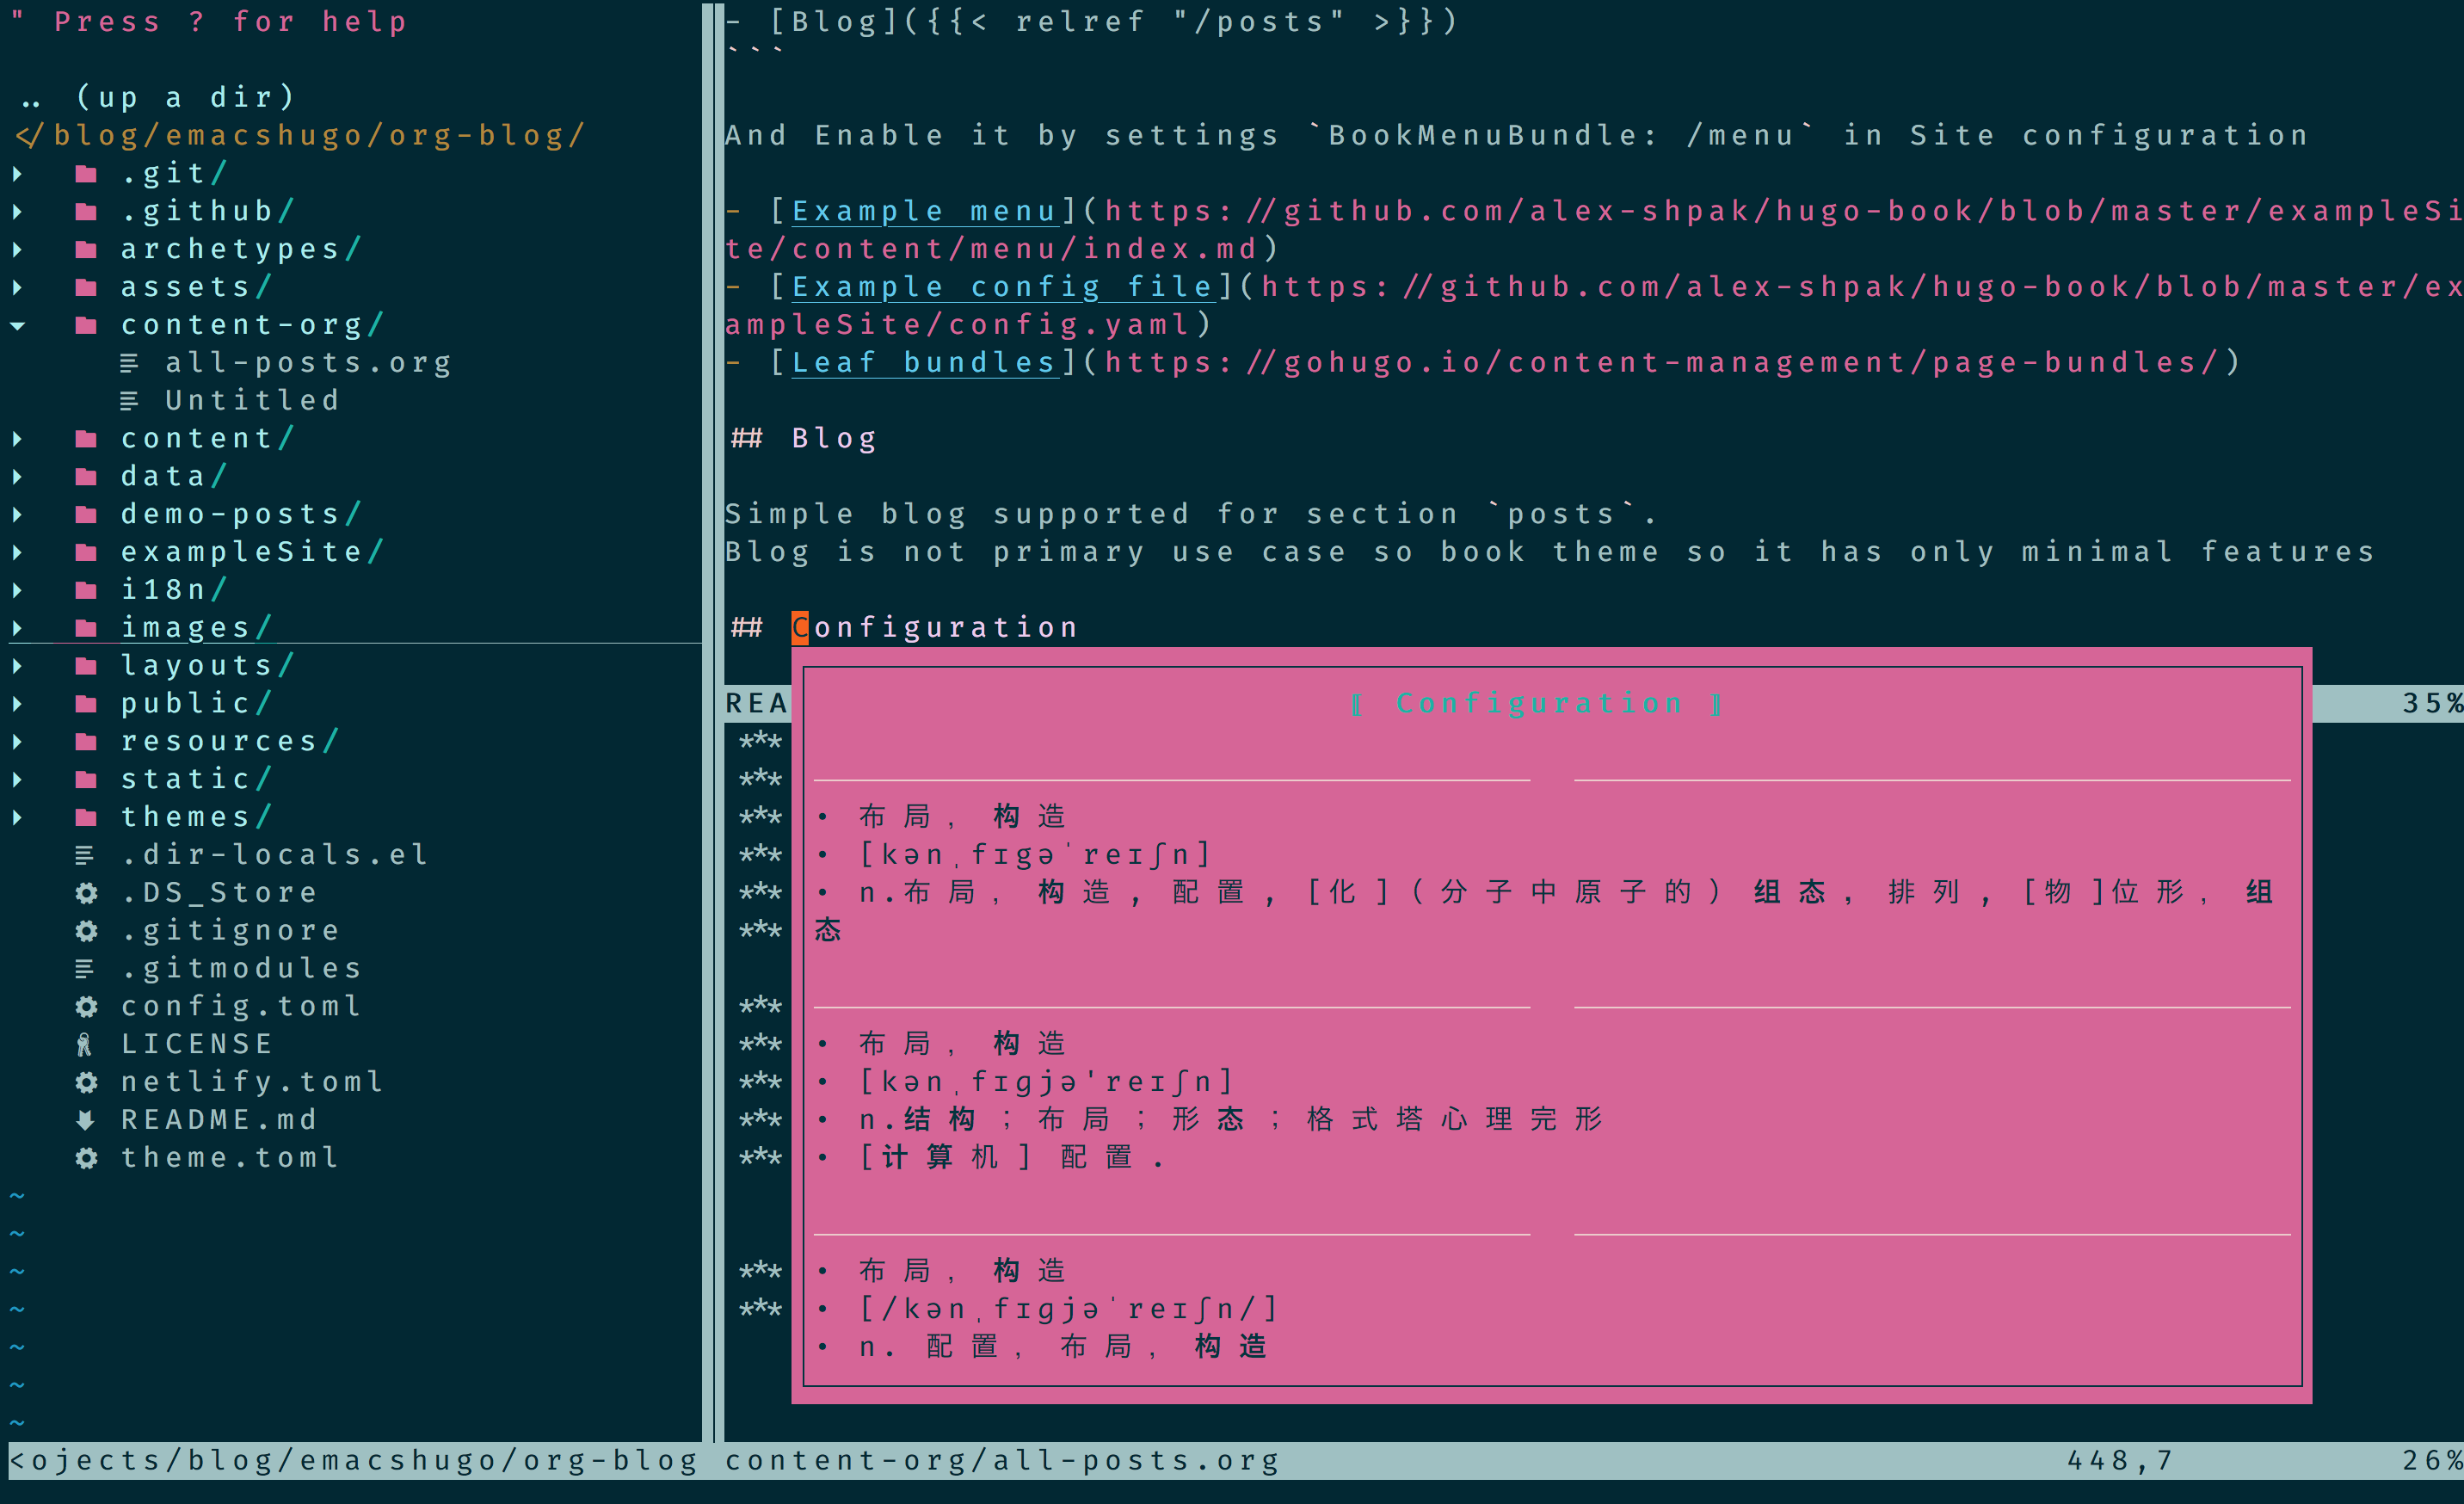 " Press ? for help
.. (up a dir)
</blog/emacshugo/org-blog/
.git/
.github/
archetypes/
assets/
content-org/
all-posts.org
Untitled
content/
data/
demo-posts/
exampleSite/
i18n/
images/
layouts/
public/
resources/
static/
themes/
.dir-locals.el
.DS_Store
.gitignore
.gitmodules
config.toml
LICENSE
netlify.toml
README.md
theme.toml
~
~
~
~
~
~
~
<ojects/blog/emacshugo/org-blog
- [Blog]({{< relref "/posts" >}})
```
And Enable it by settings `BookMenuBundle: /menu` in Site configuration
- [Example menu](https://github.com/alex-shpak/hugo-book/blob/master/exampleSi
te/content/menu/index.md)
- [Example config file](https://github.com/alex-shpak/hugo-book/blob/master/ex
ampleSite/config.yaml)
- [Leaf bundles](https://gohugo.io/content-management/page-bundles/)
## Blog
Simple blog supported for section `posts`.
Blog is not primary use case so book theme so it has only minimal features
## Configuration
REA 35%
⟦ Configuration ⟧
***
***
*** • 布局, 构造
*** • [kənˌfɪgəˈreɪʃn]
*** • n.布局, 构造, 配置, [化](分子中原子的) 组态, 排列, [物]位形, 组
*** 态
***
*** • 布局, 构造
*** • [kənˌfɪgjə'reɪʃn]
*** • n.结构；布局；形态；格式塔心理完形
*** • [计算机] 配置.
*** • 布局, 构造
*** • [/kənˌfɪgjəˈreɪʃn/]
• n. 配置, 布局, 构造
content-org/all-posts.org 448,7 26%